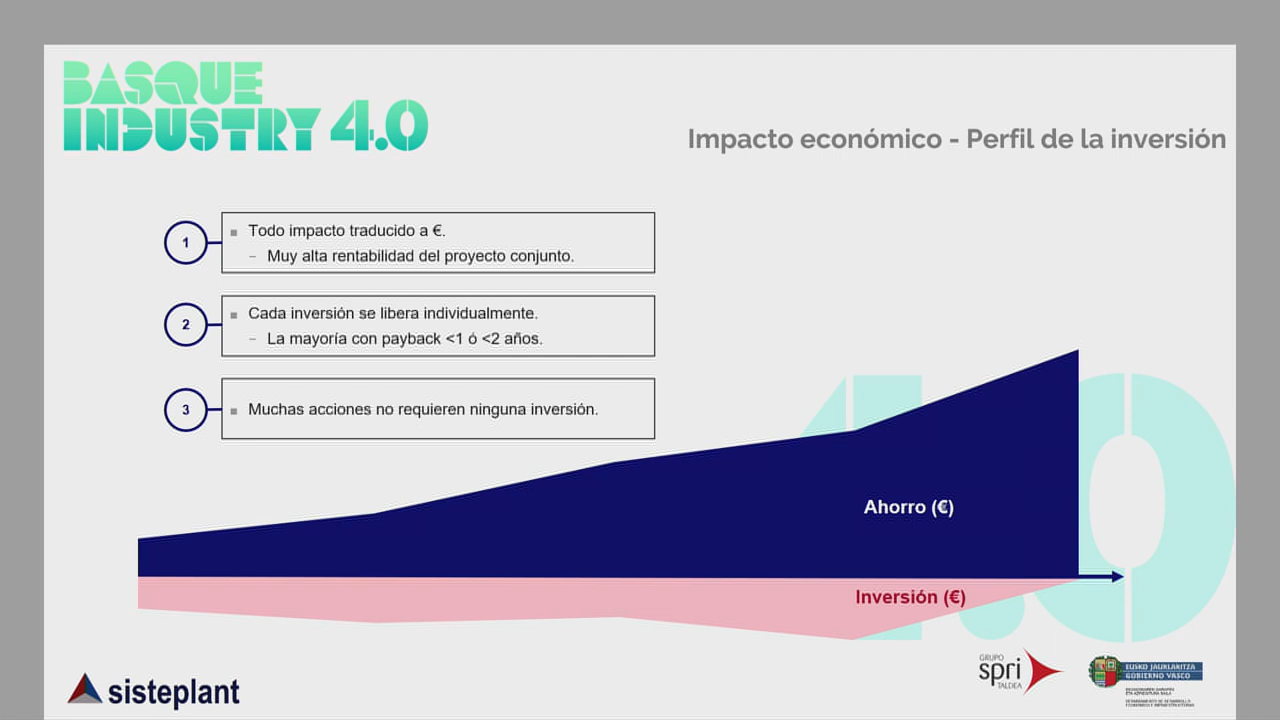 BASQUE
INDUSTRY 4.0
Impacto económico - Perfil de la inversión
1
Todo impacto traducido a €.
– Muy alta rentabilidad del proyecto conjunto.
2
Cada inversión se libera individualmente.
– La mayoría con payback <1 ó <2 años.
3
Muchas acciones no requieren ninguna inversión.
4.0
Ahorro (€)
Inversión (€)
sisteplant
GRUPO
spri
TALDEA
EUSKO JAURLARITZA
GOBIERNO VASCO